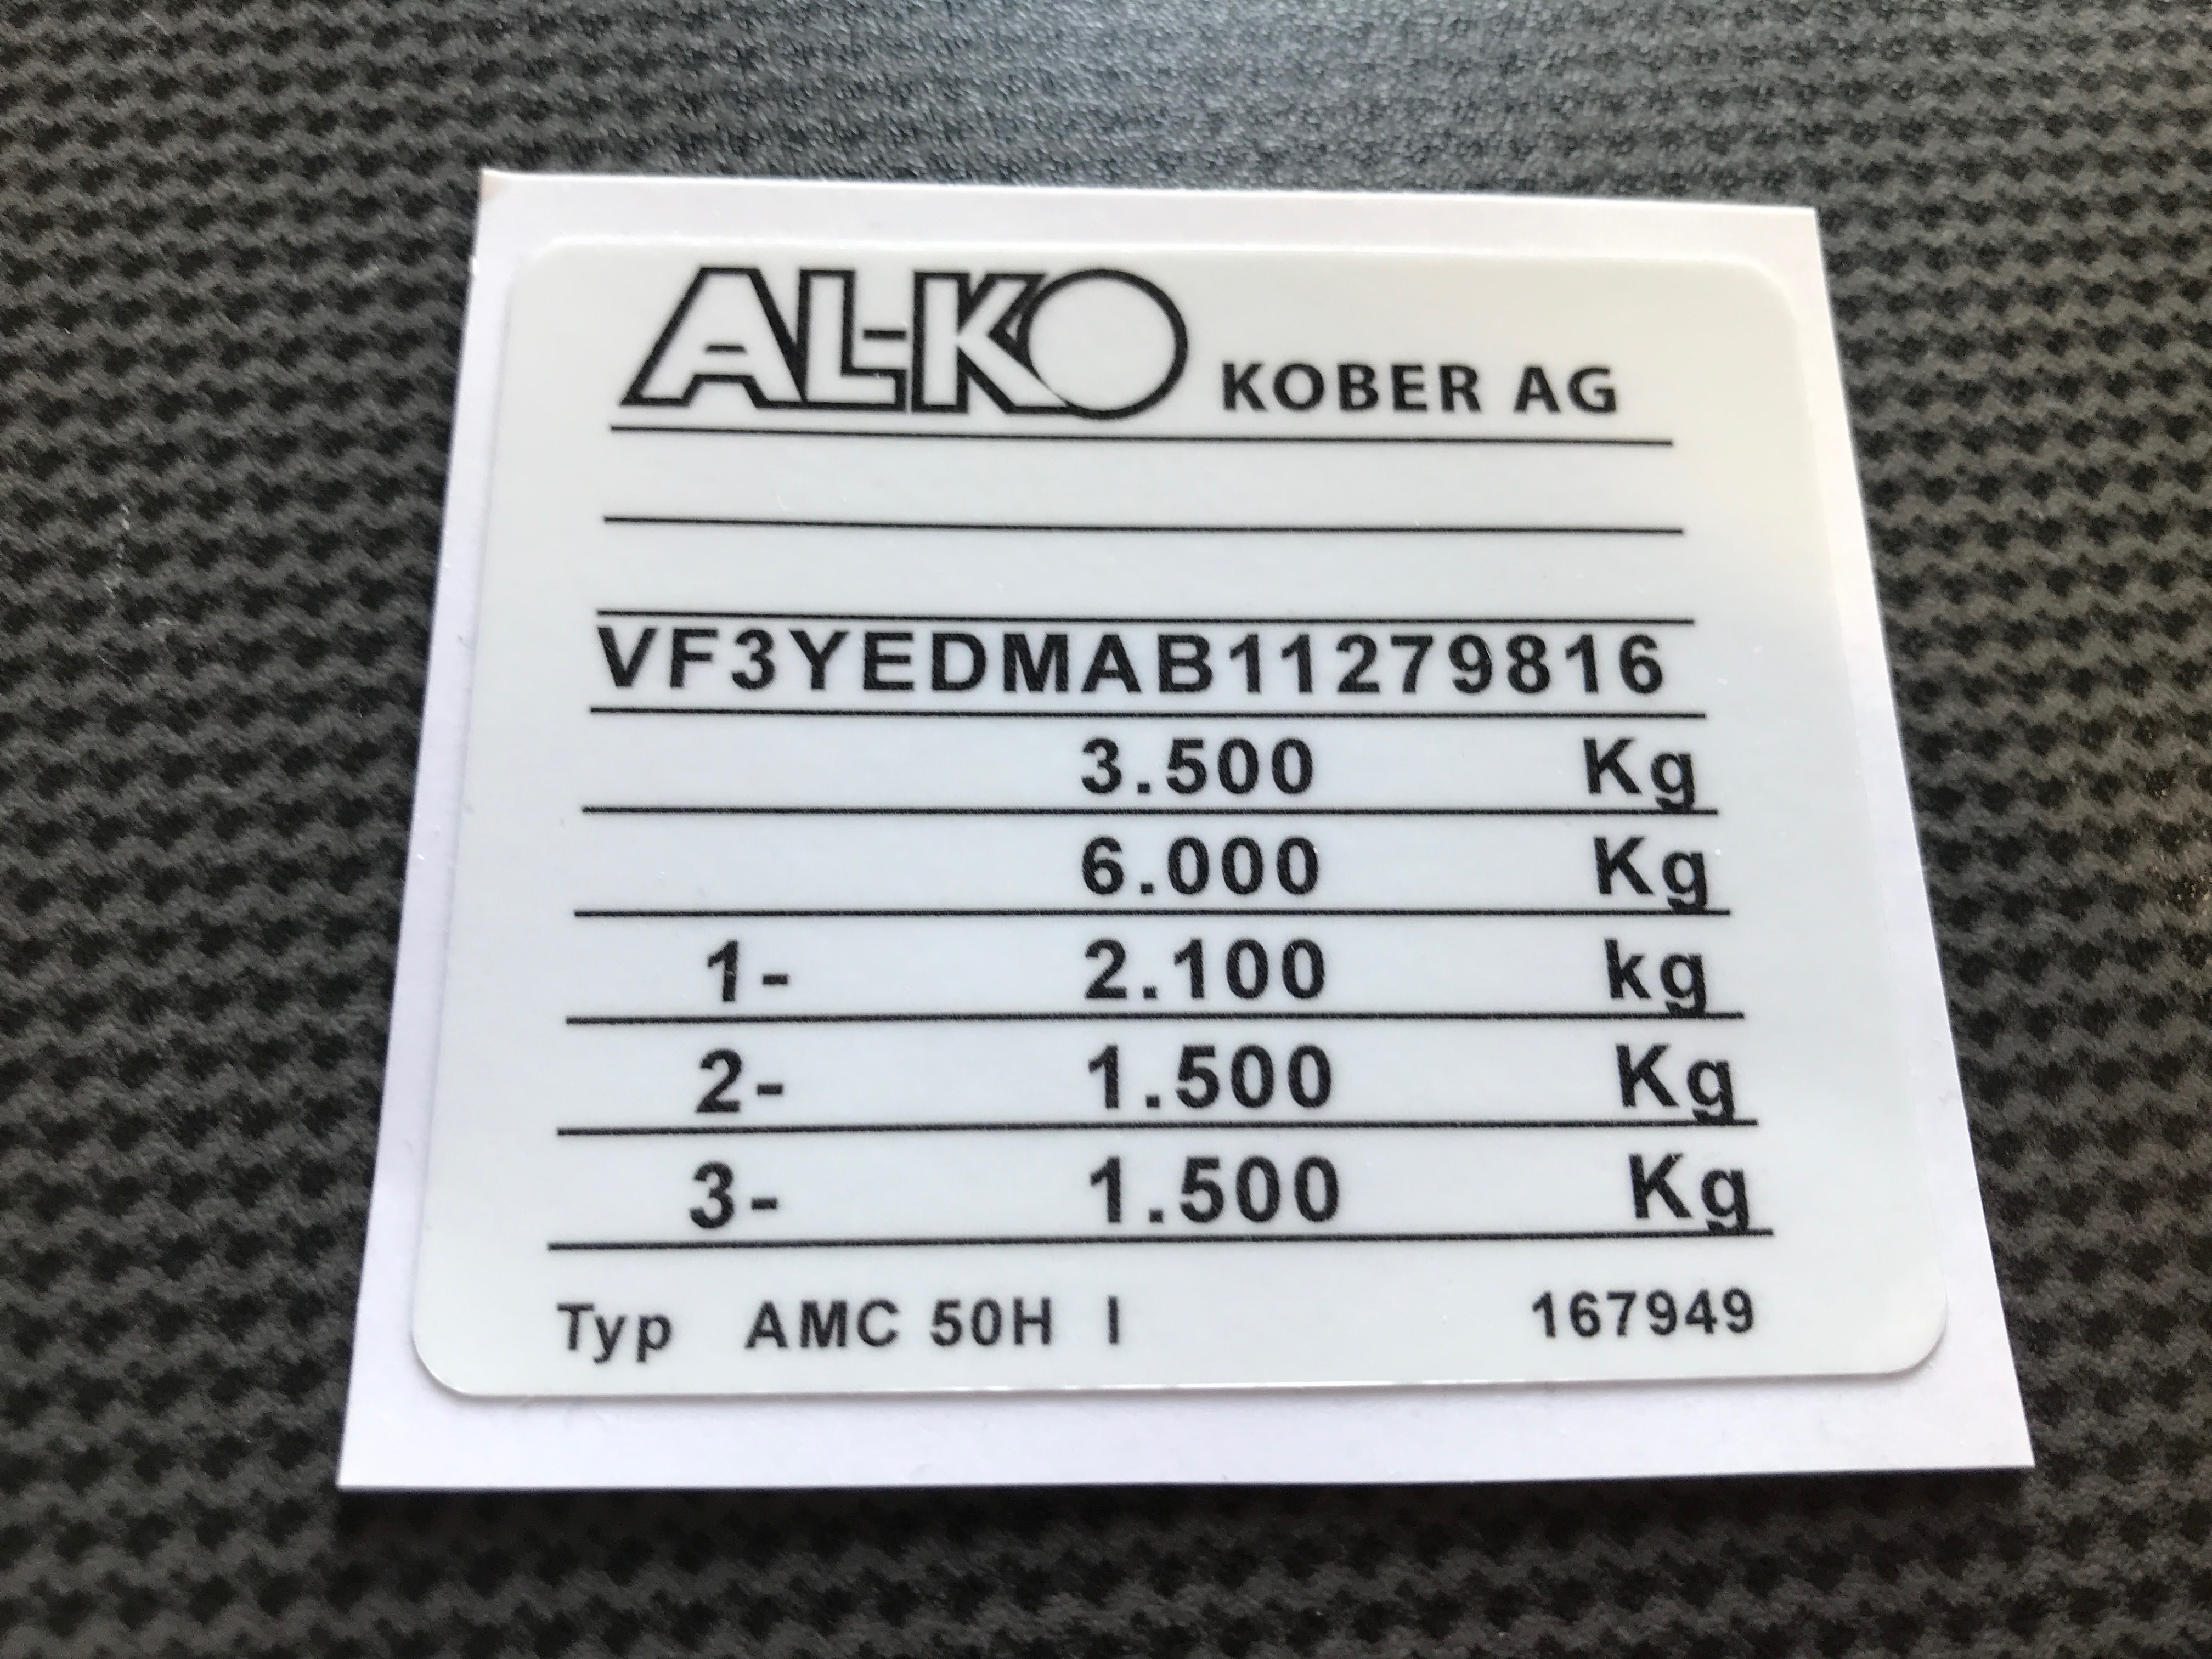 AL-KO KOBER AG
VF3YEDMAB11279816
3.500 Kg
6.000 Kg
1- 2.100 kg
2- 1.500 Kg
3- 1.500 Kg
Typ AMC 50H I 167949